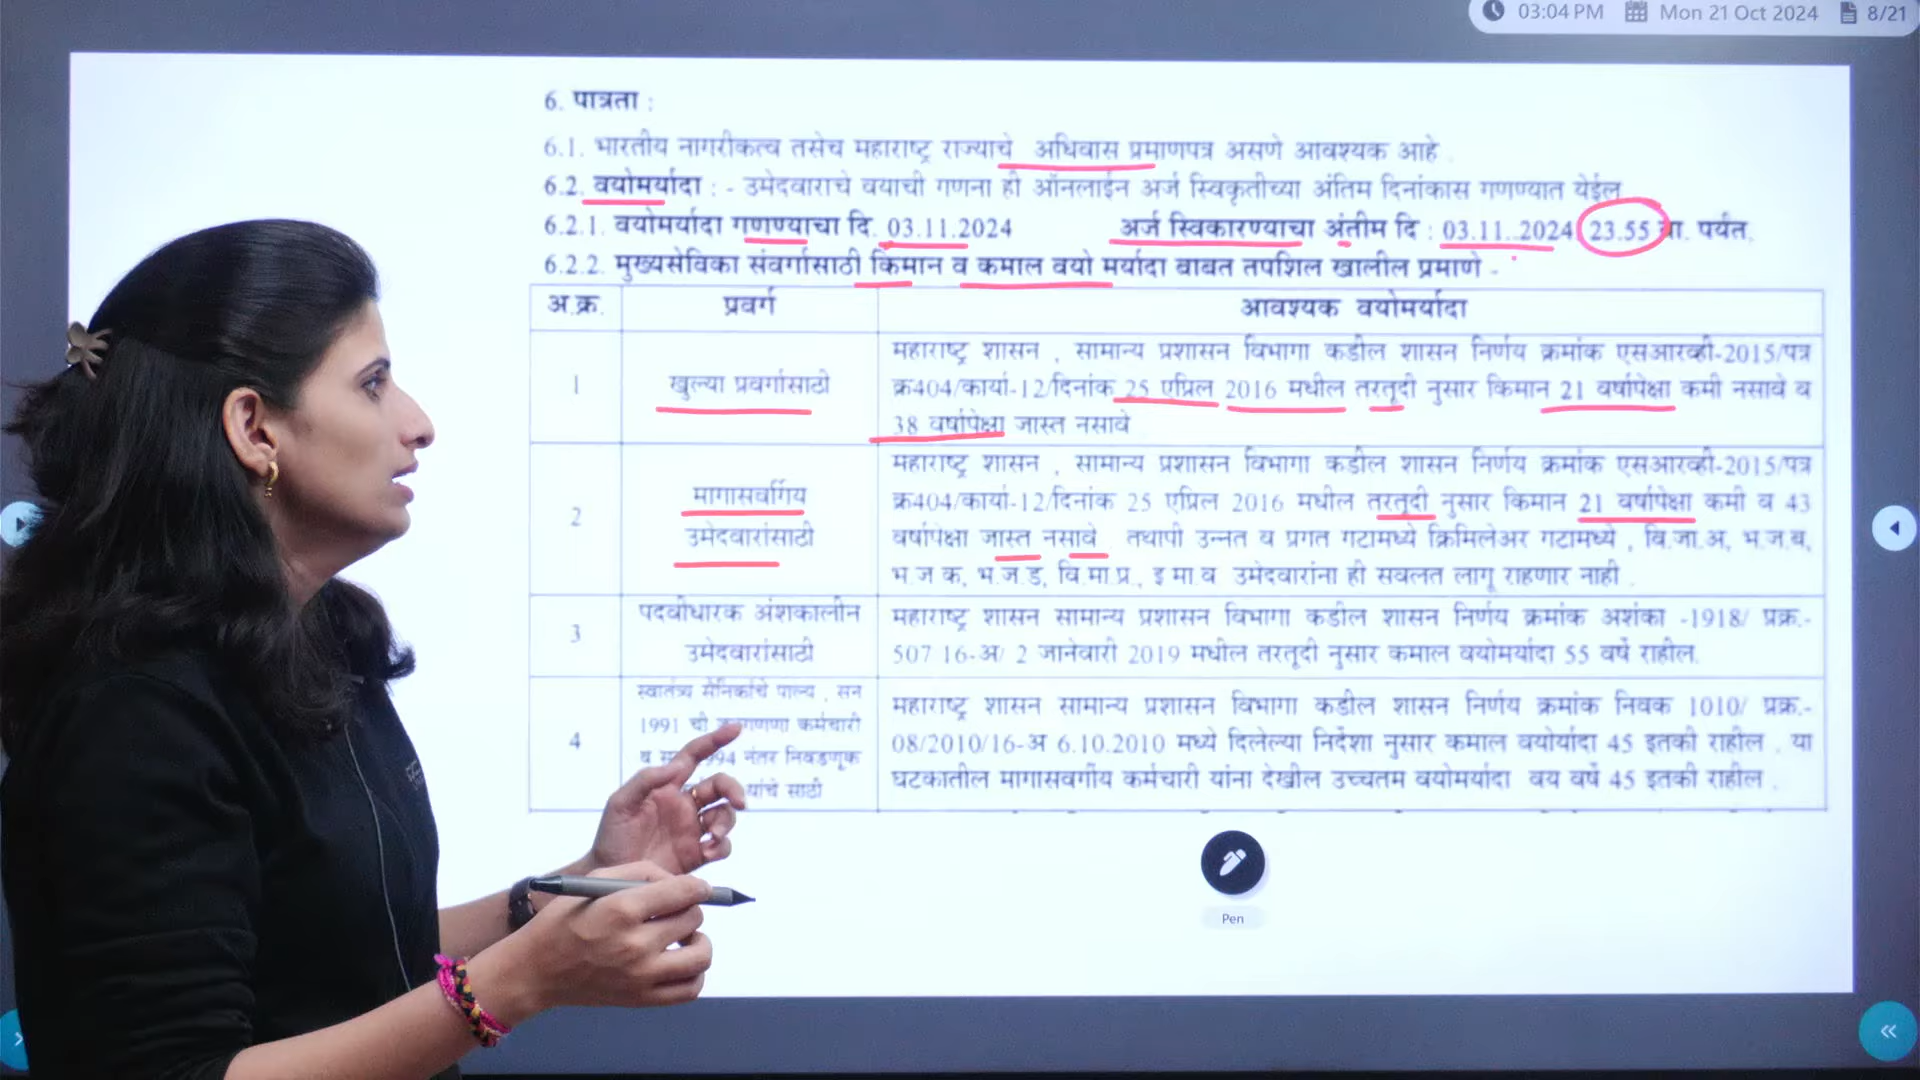 03:04 PM Mon 21 Oct 2024 8/21
6. पात्रता :
6.1. भारतीय नागरीकत्व तसेच महाराष्ट्र राज्याचे अधिवास प्रमाणपत्र असणे आवश्यक आहे .
6.2. वयोमर्यादा : - उमेदवाराचे वयाची गणना ही ऑनलाईन अर्ज स्विकृतीच्या अंतिम दिनांकास गणण्यात येईल
6.2.1. वयोमर्यादा गणण्याचा दि. 03.11.2024 अर्ज स्विकारण्याचा अंतीम दि : 03.11.2024 23.55 वा. पर्यंत.
6.2.2. मुख्यसेविका संवर्गासाठी किमान व कमाल वयो मर्यादा बाबत तपशिल खालील प्रमाणे -
अ.क्र. प्रवर्ग आवश्यक वयोमर्यादा
1 खुल्या प्रवर्गासाठी
महाराष्ट्र शासन , सामान्य प्रशासन विभागा कडील शासन निर्णय क्रमांक एसआरव्ही-2015/पत्र
क्र404/कार्या-12/दिनांक 25 एप्रिल 2016 मधील तरतूदी नुसार किमान 21 वर्षापेक्षा कमी नसावे व
38 वर्षापेक्षा जास्त नसावे
2 मागासवर्गिय
उमेदवारांसाठी
महाराष्ट्र शासन , सामान्य प्रशासन विभागा कडील शासन निर्णय क्रमांक एसआरव्ही-2015/पत्र
क्र404/कार्या-12/दिनांक 25 एप्रिल 2016 मधील तरतूदी नुसार किमान 21 वर्षापेक्षा कमी व 43
वर्षापेक्षा जास्त नसावे . तथापी उन्नत व प्रगत गटामध्ये क्रिमिलेअर गटामध्ये , वि.जा.अ, भ.ज.ब,
भ.ज क, भ.ज.ड, वि.मा.प्र., इ मा.व उमेदवारांना ही सवलत लागू राहणार नाही .
3 पदवीधारक अंशकालीन
उमेदवारांसाठी
महाराष्ट्र शासन सामान्य प्रशासन विभागा कडील शासन निर्णय क्रमांक अशंका -1918/ प्रक्र.-
507 16-अ/ 2 जानेवारी 2019 मधील तरतूदी नुसार कमाल वयोमर्यादा 55 वर्षे राहील.
4 स्वातंत्र्य सैनिकांचे पाल्य , सन
1991 ची कर्मचारी
व 994 नंतर निवडणूक
साठी
महाराष्ट्र शासन सामान्य प्रशासन विभागा कडील शासन निर्णय क्रमांक निवक 1010/ प्रक्र.-
08/2010/16-अ 6.10.2010 मध्ये दिलेल्या निर्देशा नुसार कमाल वयोर्यादा 45 इतकी राहील . या
घटकातील मागासवर्गीय कर्मचारी यांना देखील उच्चतम वयोमर्यादा वय वर्षे 45 इतकी राहील .
Pen